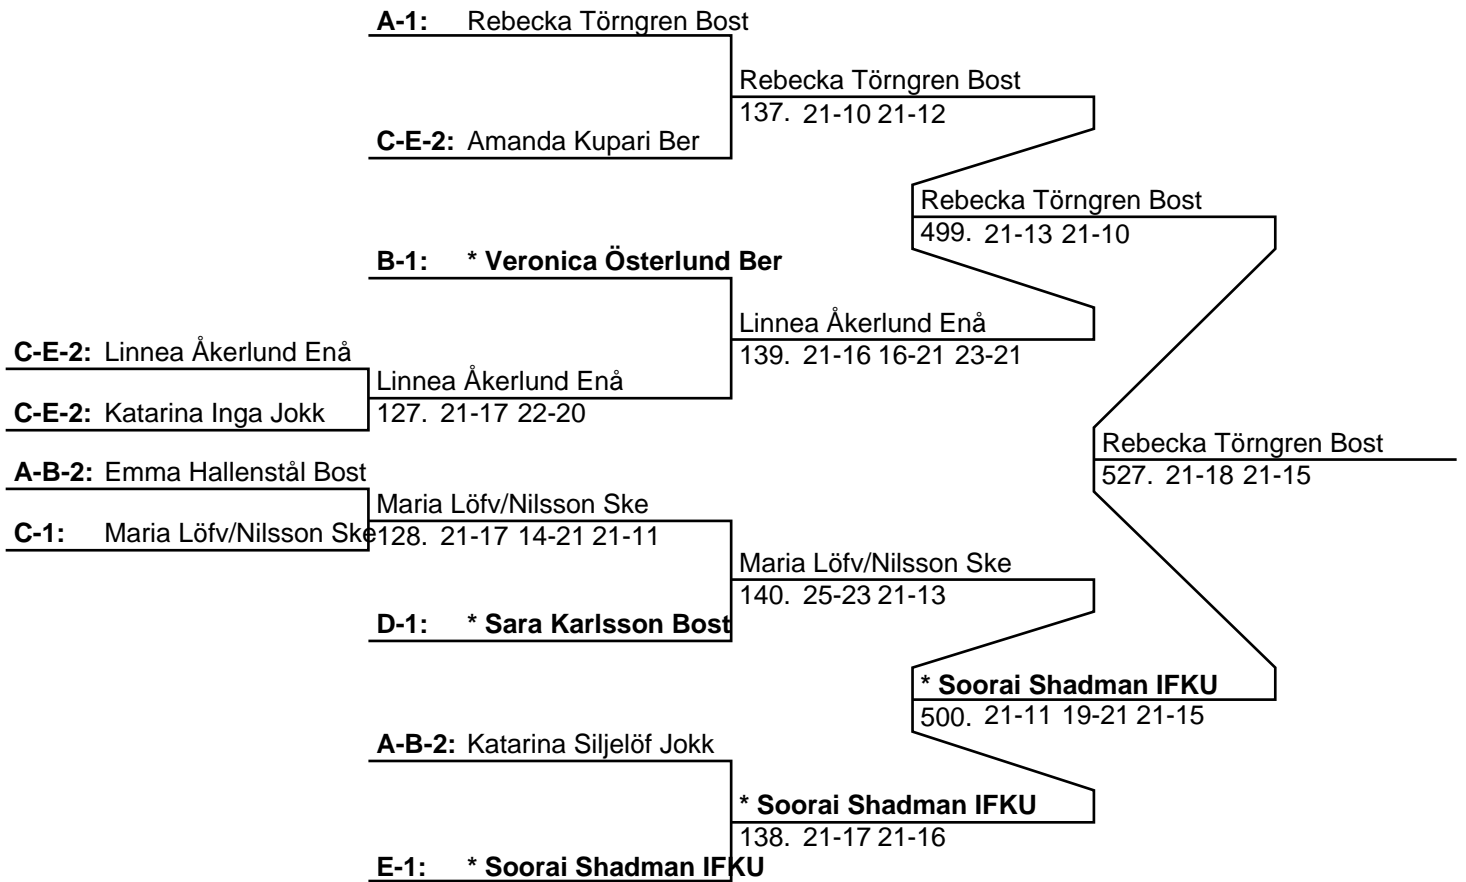 A-1: Rebecka Törngren Bost
Rebecka Törngren Bost
137. 21-10 21-12
C-E-2: Amanda Kupari Ber
Rebecka Törngren Bost
499. 21-13 21-10
B-1: * Veronica Österlund Ber
Linnea Åkerlund Enå
139. 21-16 16-21 23-21
C-E-2: Linnea Åkerlund Enå
Linnea Åkerlund Enå
127. 21-17 22-20
C-E-2: Katarina Inga Jokk
Rebecka Törngren Bost
527. 21-18 21-15
A-B-2: Emma Hallenstål Bost
Maria Löfv/Nilsson Ske
128. 21-17 14-21 21-11
C-1: Maria Löfv/Nilsson Ske
Maria Löfv/Nilsson Ske
140. 25-23 21-13
D-1: * Sara Karlsson Bost
* Soorai Shadman IFKU
500. 21-11 19-21 21-15
A-B-2: Katarina Siljelöf Jokk
* Soorai Shadman IFKU
138. 21-17 21-16
E-1: * Soorai Shadman IFKU